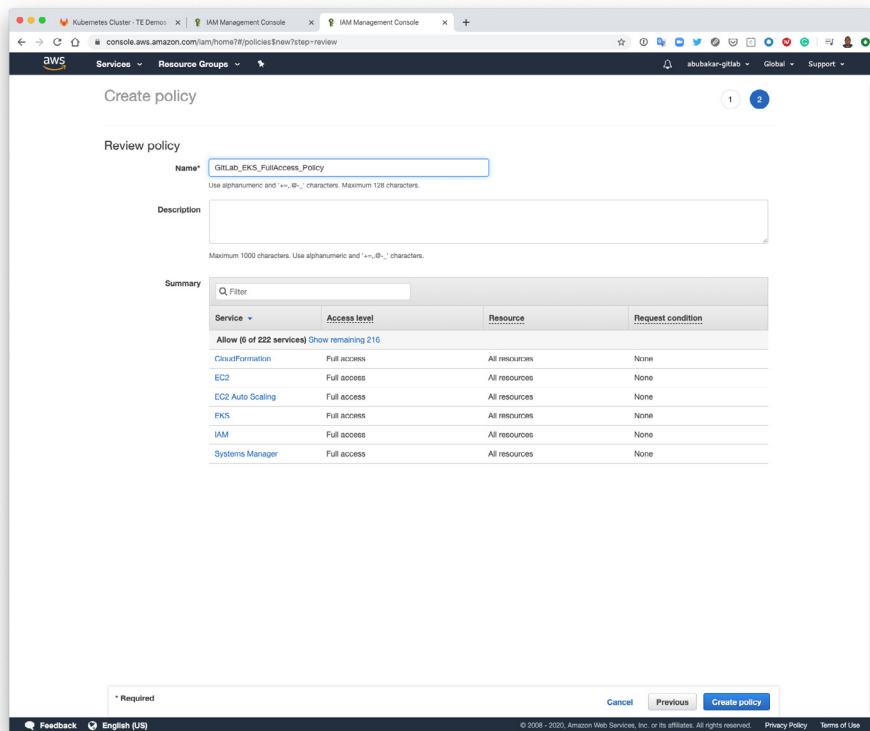 Kubernetes Cluster · TE Demos
IAM Management Console
IAM Management Console
console.aws.amazon.com/iam/home?#/policies$new?step=review
aws Services Resource Groups abubakar-gitlab Global Support
Create policy
1 2
Review policy
Name* GitLab_EKS_FullAccess_Policy
Use alphanumeric and '+=,.@-_' characters. Maximum 128 characters.
Description
Maximum 1000 characters. Use alphanumeric and '+=,.@-_' characters.
Summary Filter
Service Access level Resource Request condition
Allow (6 of 222 services) Show remaining 216
CloudFormation Full access All resources None
EC2 Full access All resources None
EC2 Auto Scaling Full access All resources None
EKS Full access All resources None
IAM Full access All resources None
Systems Manager Full access All resources None
* Required
Cancel Previous Create policy
Feedback English (US) © 2008 - 2020, Amazon Web Services, Inc. or its affiliates. All rights reserved. Privacy Policy Terms of Use